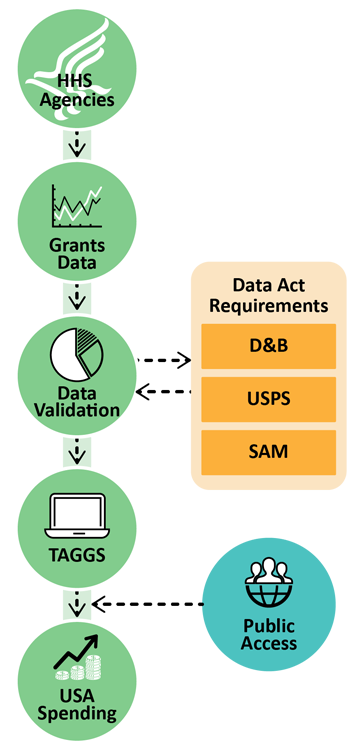 HHS
Agencies
Grants
Data
Data
Validation
Data Act
Requirements
D&B
USPS
SAM
TAGGS
Public
Access
USA
Spending